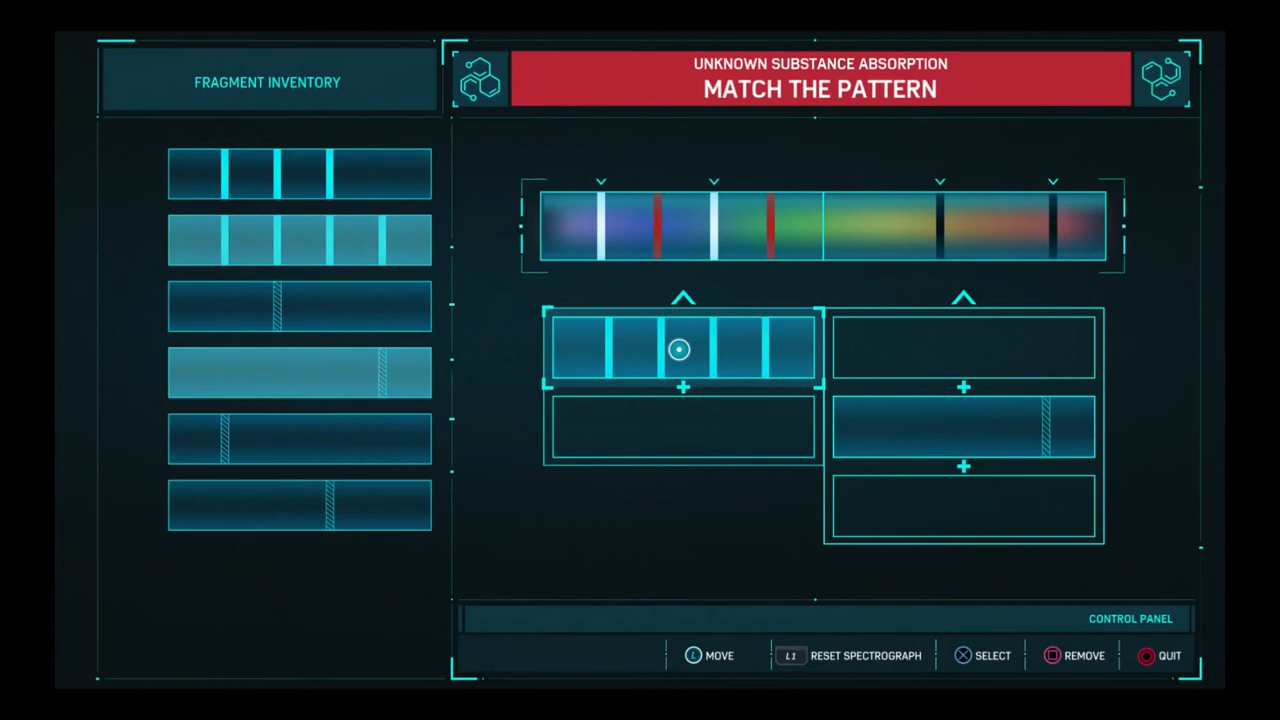 FRAGMENT INVENTORY
UNKNOWN SUBSTANCE ABSORPTION
MATCH THE PATTERN
CONTROL PANEL
L MOVE
L1 RESET SPECTROGRAPH
SELECT
REMOVE
QUIT